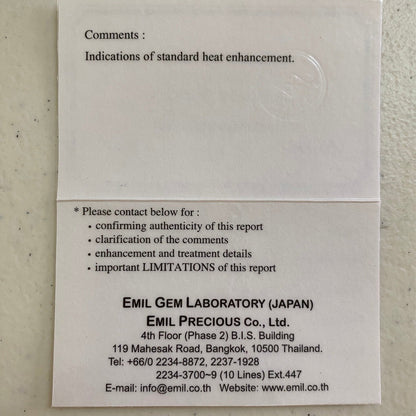 Comments :
Indications of standard heat enhancement.
* Please contact below for :
• confirming authenticity of this report
• clarification of the comments
• enhancement and treatment details
• important LIMITATIONS of this report
EMIL GEM LABORATORY (JAPAN)
EMIL PRECIOUS Co., Ltd.
4th Floor (Phase 2) B.I.S. Building
119 Mahesak Road, Bangkok, 10500 Thailand.
Tel: +66/0 2234-8872, 2237-1928
2234-3700~9 (10 Lines) Ext.447
E-mail: info@emil.co.th Website: www.emil.co.th